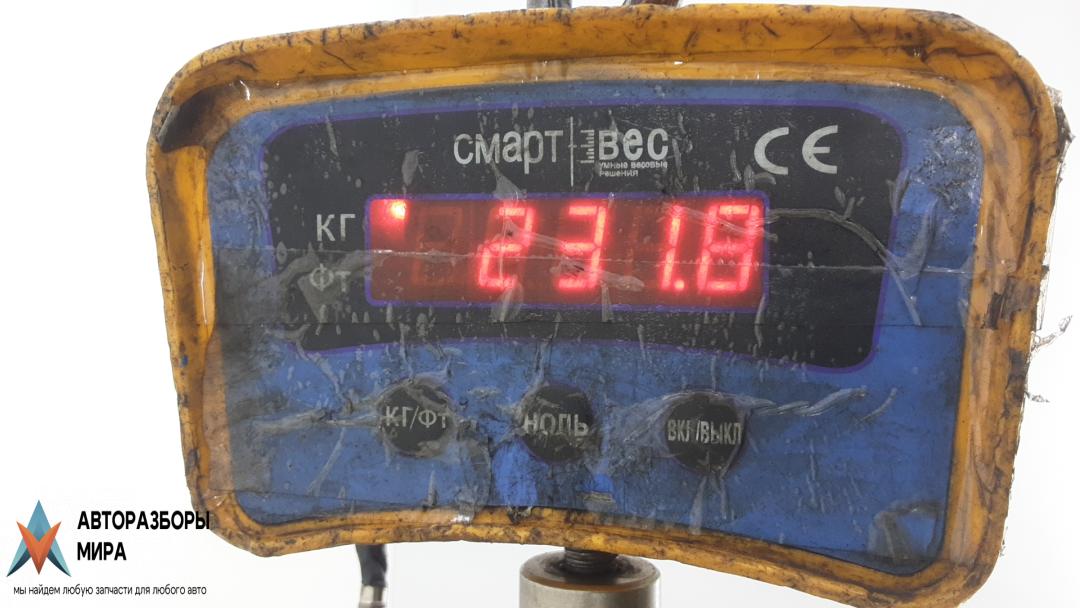 смарт вес
умные весовые
решения
CE
КГ
231.8
ФТ
КГ/ФТ
НОЛЬ
ВКЛ/ВЫКЛ
АВТОРАЗБОРЫ
МИРА
мы найдем любую запчасти для любого авто